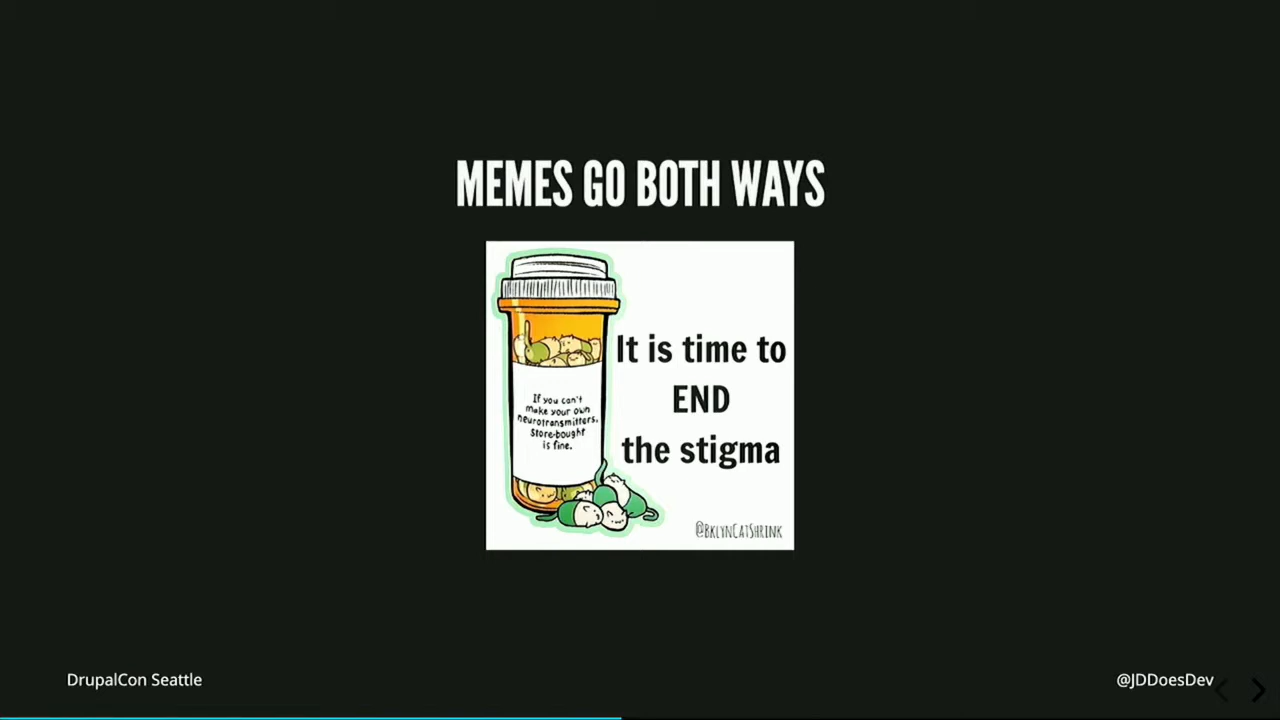 MEMES GO BOTH WAYS
If you can't
make your own
neurotransmitters,
store-bought
is fine.
It is time to
END
the stigma
@BKLYNCATSHRINK
DrupalCon Seattle
@JDDoesDev